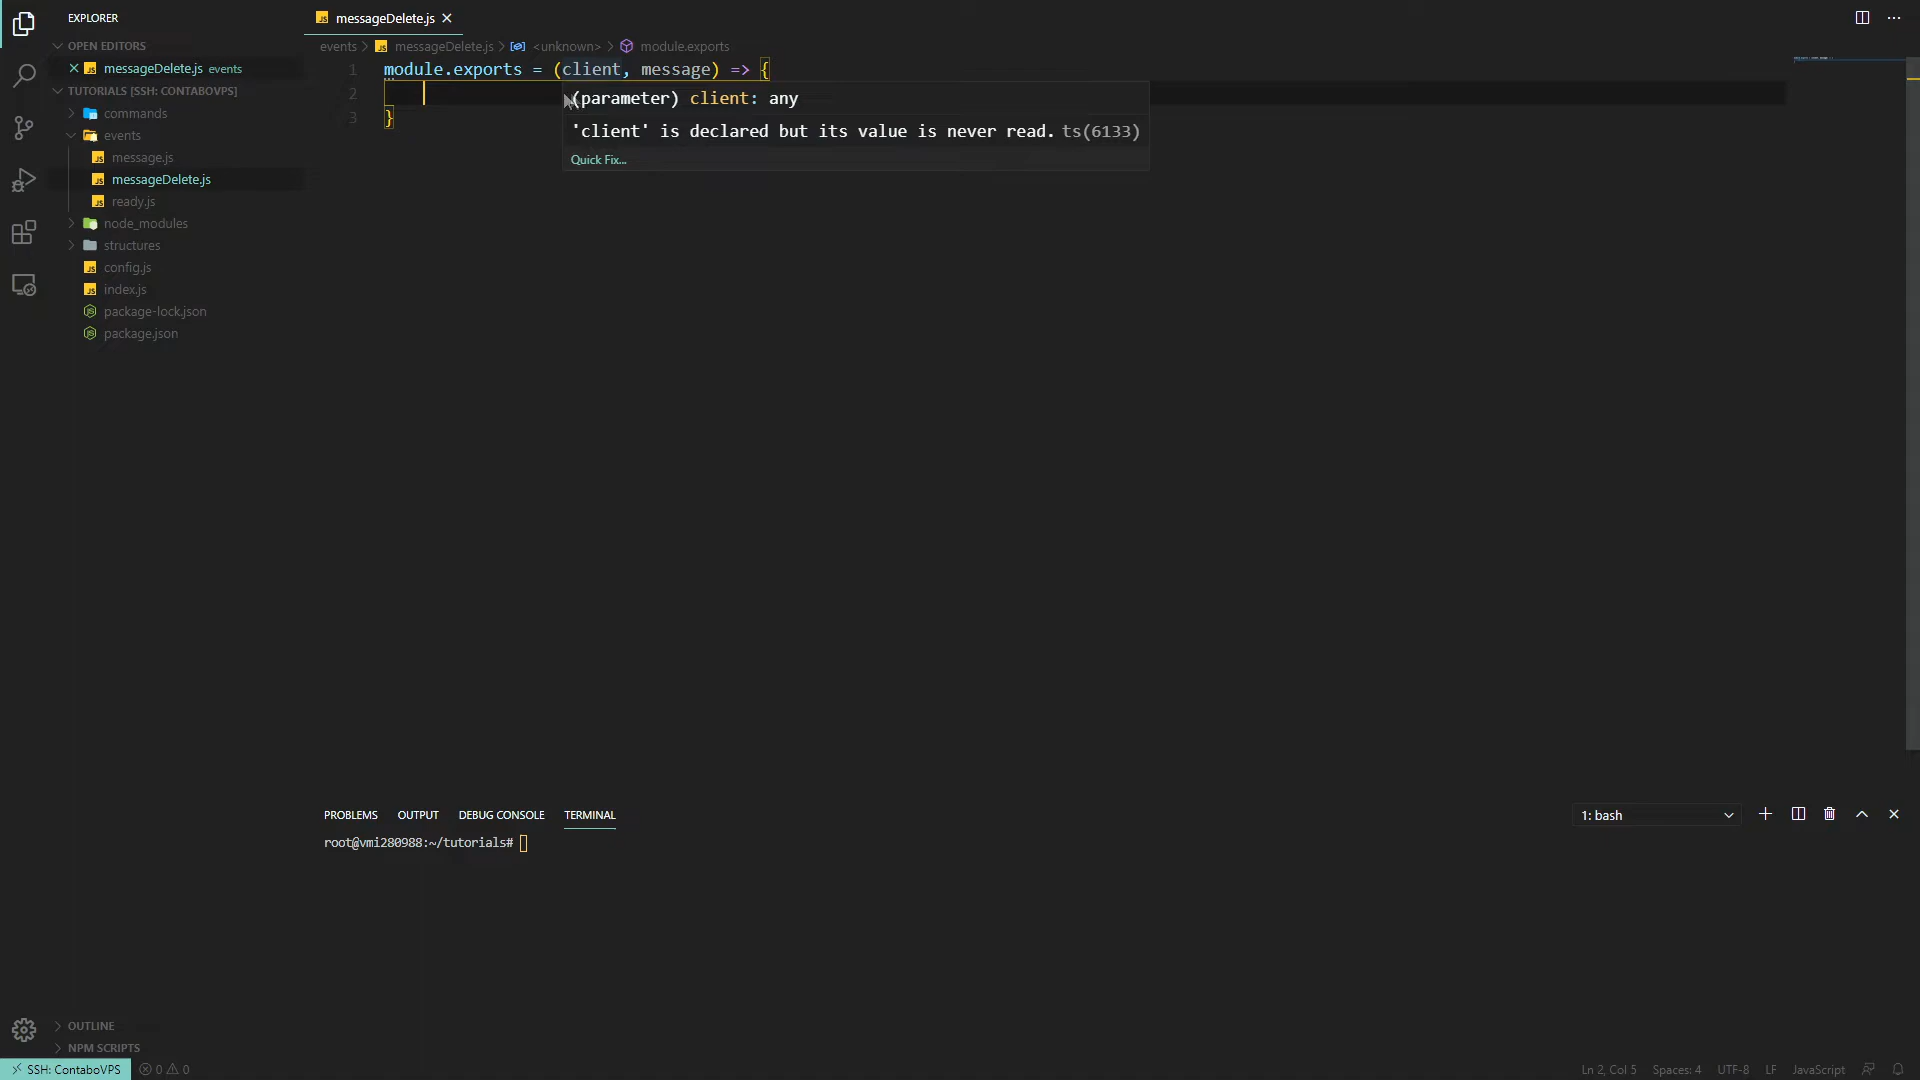 EXPLORER
OPEN EDITORS
messageDelete.js events
TUTORIALS [SSH: CONTABOVPS]
commands
events
message.js
messageDelete.js
ready.js
node_modules
structures
config.js
index.js
package-lock.json
package.json
OUTLINE
NPM SCRIPTS
messageDelete.js
events > messageDelete.js > <unknown> > module.exports
1 module.exports = (client, message) => {
2
3 }
(parameter) client: any
'client' is declared but its value is never read. ts(6133)
Quick Fix...
PROBLEMS OUTPUT DEBUG CONSOLE TERMINAL
1: bash
root@vmi280988:~/tutorials#
SSH: ContaboVPS 0 0
Ln 2, Col 5 Spaces: 4 UTF-8 LF JavaScript